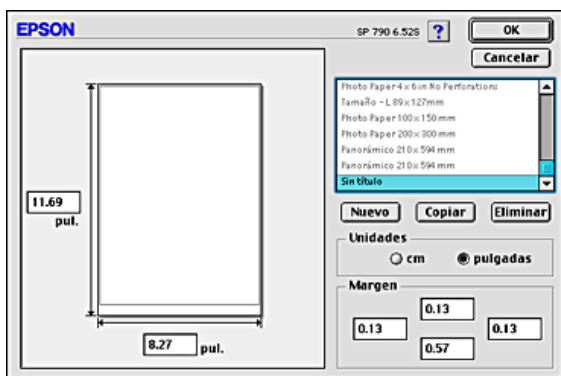 EPSON
SP 790 6.52S
?
OK
Cancelar
Photo Paper 4 x 6 in No Perforations
Tamaño - L 89 x 127mm
Photo Paper 100 x 150 mm
Photo Paper 200 x 300 mm
Panorámico 210 x 594 mm
Panorámico 210 x 594 mm
Sin título
Nuevo
Copiar
Eliminar
11.69
pul.
8.27 pul.
Unidades
cm
pulgadas
Margen
0.13
0.13
0.13
0.57